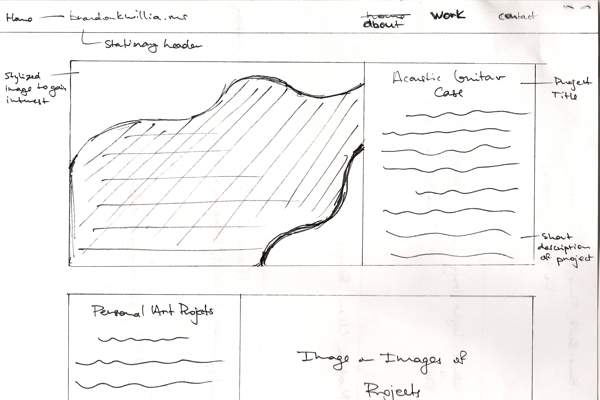 Home
brandonkwillia.ms
home
about
WORK
contact
Stationary header
Stylized
image to gain
interest
Acoustic Guitar
Case
Project
Title
Short
description
of project
Personal Art Projets
Image or Images of
Projects